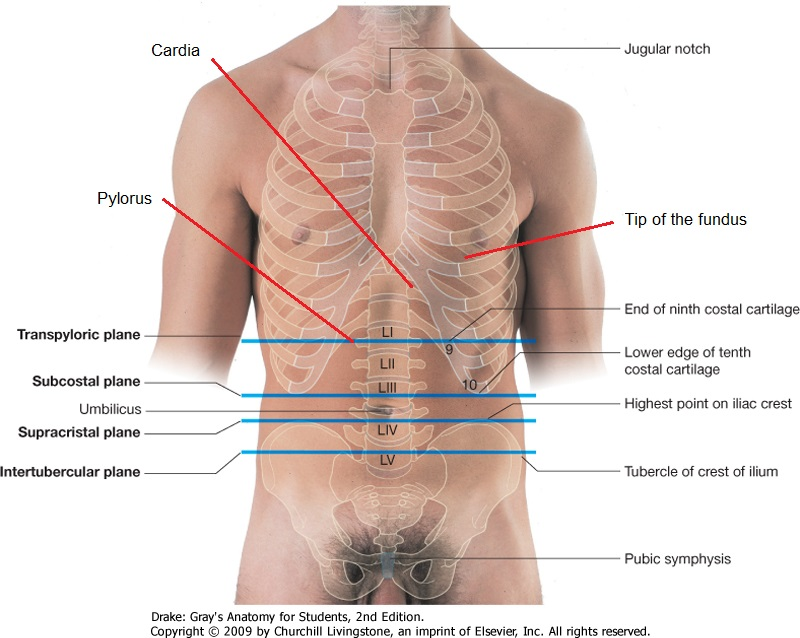 Cardia
Jugular notch
Pylorus
Tip of the fundus
End of ninth costal cartilage
Transpyloric plane
LI
9
Lower edge of tenth
costal cartilage
LII
Subcostal plane
LIII
10
Umbilicus
Highest point on iliac crest
Supracristal plane
LIV
Intertubercular plane
LV
Tubercle of crest of ilium
Pubic symphysis
Drake: Gray's Anatomy for Students, 2nd Edition.
Copyright © 2009 by Churchill Livingstone, an imprint of Elsevier, Inc. All rights reserved.